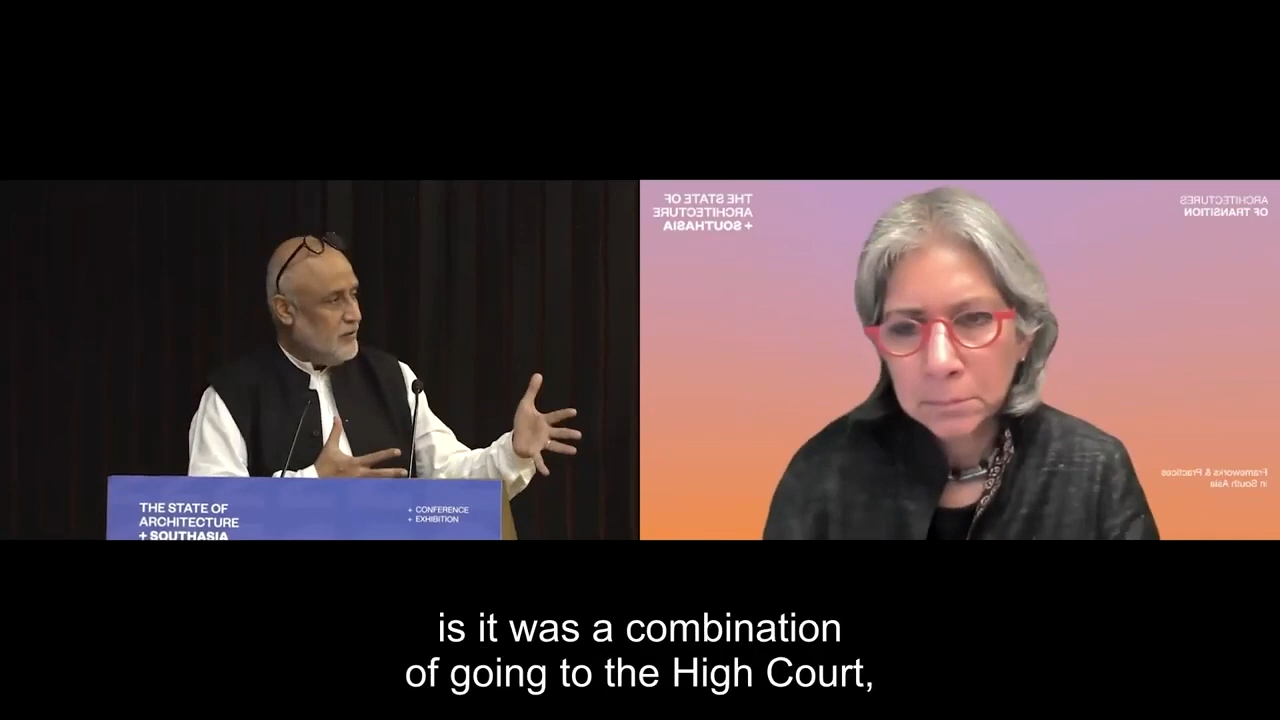 THE STATE OF
ARCHITECTURE
+ SOUTHASIA
+ CONFERENCE
+ EXHIBITION
THE STATE OF
ARCHITECTURE
+ SOUTHASIA
ARCHITECTURES
OF TRANSITION
Frameworks & Practices
in South Asia
is it was a combination
of going to the High Court,